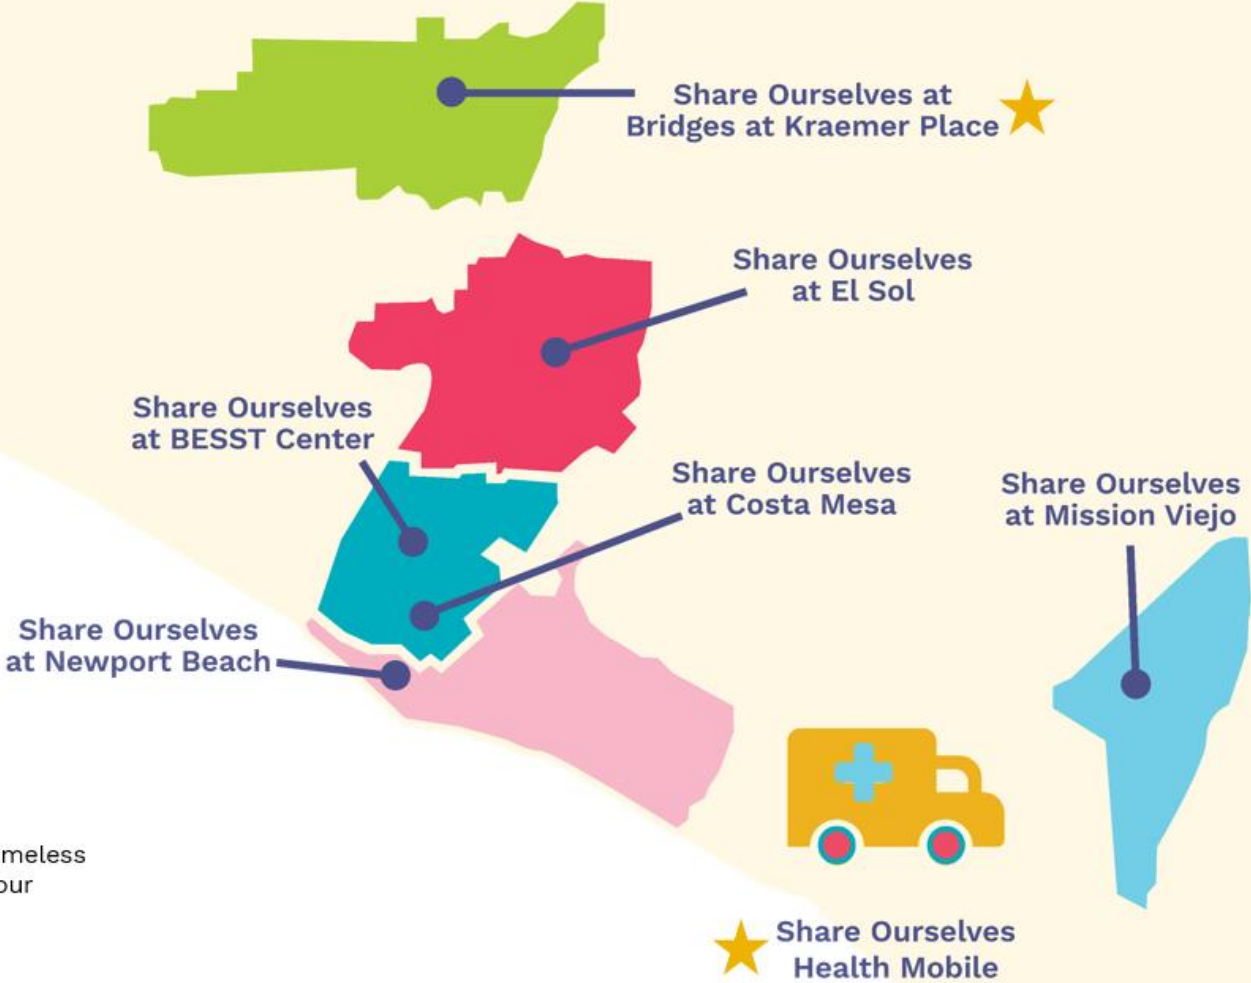 Share Ourselves at
Bridges at Kraemer Place
Share Ourselves
at El Sol
Share Ourselves
at BESST Center
Share Ourselves
at Costa Mesa
Share Ourselves
at Mission Viejo
Share Ourselves
at Newport Beach
meless
our
Share Ourselves
Health Mobile